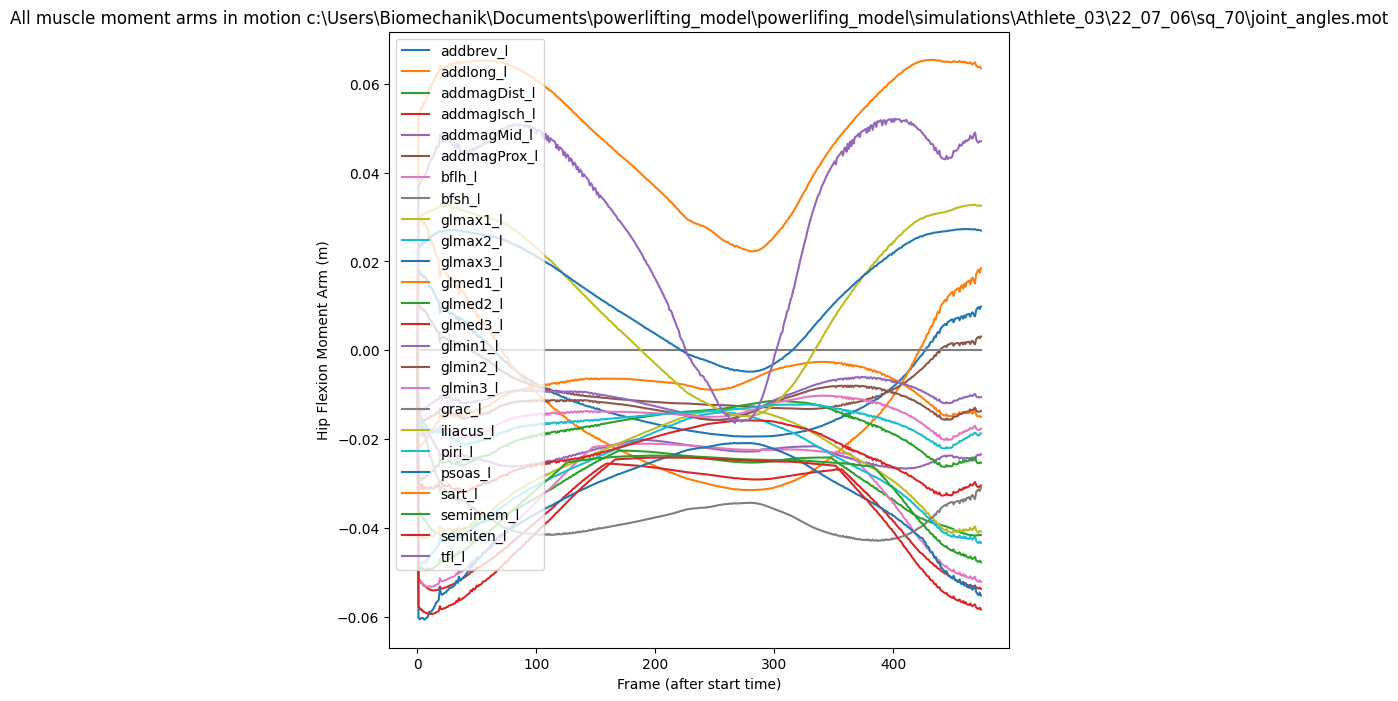 All muscle moment arms in motion c:\Users\Biomechanik\Documents\powerlifting_model\powerlifing_model\simulations\Athlete_03\22_07_06\sq_70\joint_angles.mot
addbrev_l
addlong_l
addmagDist_l
addmagIsch_l
addmagMid_l
addmagProx_l
bflh_l
bfsh_l
glmax1_l
glmax2_l
glmax3_l
glmed1_l
glmed2_l
glmed3_l
glmin1_l
glmin2_l
glmin3_l
grac_l
iliacus_l
piri_l
psoas_l
sart_l
semimem_l
semiten_l
tfl_l
Hip Flexion Moment Arm (m)
0.06
0.04
0.02
0.00
−0.02
−0.04
−0.06
0 100 200 300 400
Frame (after start time)